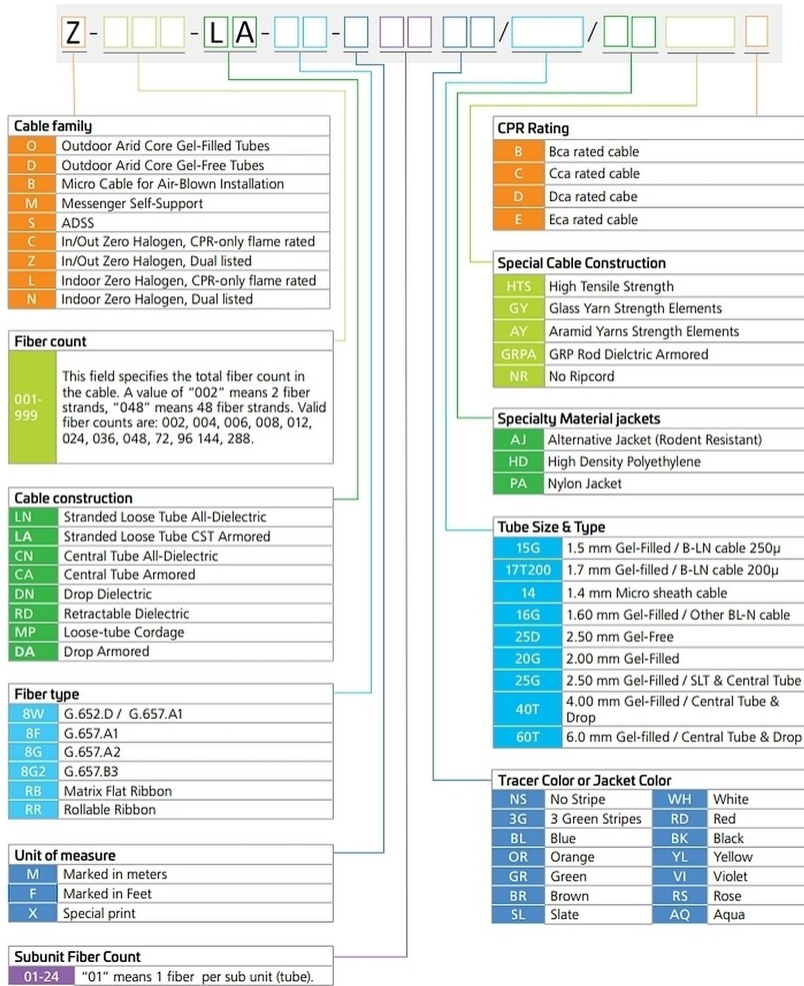 Z - - L A - - / /
Cable family
O Outdoor Arid Core Gel-Filled Tubes
D Outdoor Arid Core Gel-Free Tubes
B Micro Cable for Air-Blown Installation
M Messenger Self-Support
S ADSS
C In/Out Zero Halogen, CPR-only flame rated
Z In/Out Zero Halogen, Dual listed
L Indoor Zero Halogen, CPR-only flame rated
N Indoor Zero Halogen, Dual listed
Fiber count
001-
999
This field specifies the total fiber count in
the cable. A value of “002” means 2 fiber
strands, “048” means 48 fiber strands. Valid
fiber counts are: 002, 004, 006, 008, 012,
024, 036, 048, 72, 96 144, 288.
Cable construction
LN Stranded Loose Tube All-Dielectric
LA Stranded Loose Tube CST Armored
CN Central Tube All-Dielectric
CA Central Tube Armored
DN Drop Dielectric
RD Retractable Dielectric
MP Loose-tube Cordage
DA Drop Armored
Fiber type
8W G.652.D / G.657.A1
8F G.657.A1
8G G.657.A2
8G2 G.657.B3
RB Matrix Flat Ribbon
RR Rollable Ribbon
Unit of measure
M Marked in meters
F Marked in Feet
X Special print
Subunit Fiber Count
01-24 “01” means 1 fiber per sub unit (tube).
CPR Rating
B Bca rated cable
C Cca rated cable
D Dca rated cabe
E Eca rated cable
Special Cable Construction
HTS High Tensile Strength
GY Glass Yarn Strength Elements
AY Aramid Yarns Strength Elements
GRPA GRP Rod Dielctric Armored
NR No Ripcord
Specialty Material jackets
AJ Alternative Jacket (Rodent Resistant)
HD High Density Polyethylene
PA Nylon Jacket
Tube Size & Type
15G 1.5 mm Gel-Filled / B-LN cable 250µ
17T200 1.7 mm Gel-filled / B-LN cable 200µ
14 1.4 mm Micro sheath cable
16G 1.60 mm Gel-Filled / Other BL-N cable
25D 2.50 mm Gel-Free
20G 2.00 mm Gel-Filled
25G 2.50 mm Gel-Filled / SLT & Central Tube
40T 4.00 mm Gel-Filled / Central Tube &
Drop
60T 6.0 mm Gel-filled / Central Tube & Drop
Tracer Color or Jacket Color
NS No Stripe WH White
3G 3 Green Stripes RD Red
BL Blue BK Black
OR Orange YL Yellow
GR Green VI Violet
BR Brown RS Rose
SL Slate AQ Aqua